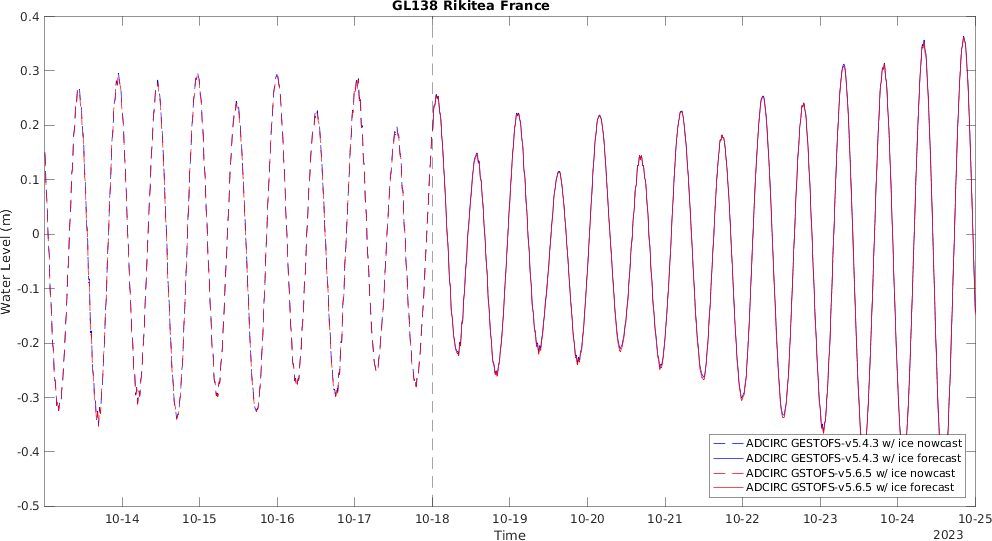 GL138 Rikitea France
0.4
0.3
0.2
0.1
0
-0.1
-0.2
-0.3
-0.4
-0.5
Water Level (m)
ADCIRC GESTOFS-v5.4.3 w/ ice nowcast
ADCIRC GESTOFS-v5.4.3 w/ ice forecast
ADCIRC GSTOFS-v5.6.5 w/ ice nowcast
ADCIRC GSTOFS-v5.6.5 w/ ice forecast
10-14 10-15 10-16 10-17 10-18 10-19 10-20 10-21 10-22 10-23 10-24 10-25
Time
2023